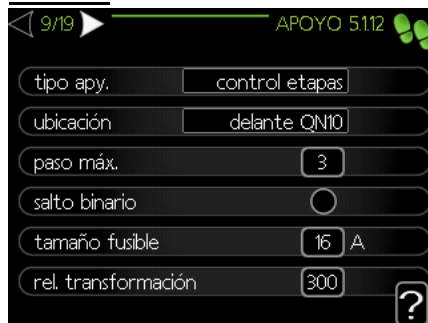 9/19 APOYO 5.1.12
tipo apy. control etapas
ubicación delante QN10
paso máx. 3
salto binario
tamaño fusible 16 A
rel. transformación 300
?